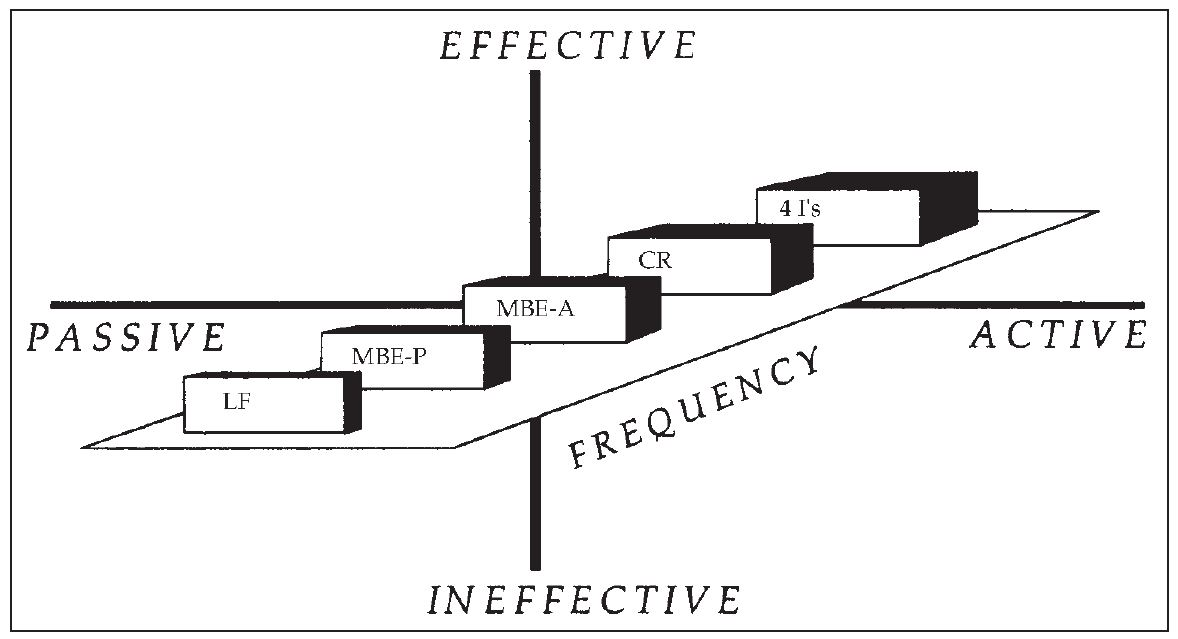 EFFECTIVE
4 I's
CR
MBE-A
PASSIVE
ACTIVE
MBE-P
LF
FREQUENCY
INEFFECTIVE